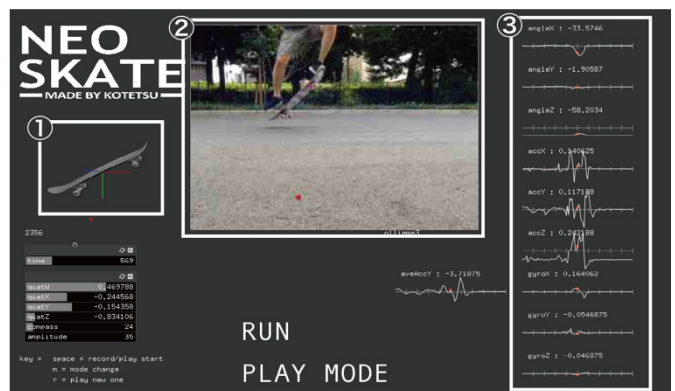 NEO
SKATE
MADE BY KOTETSU
①
②
③
2356
time 569
quatW 0.469788
quatX -0.244568
quatY -0.154358
quatZ -0.834106
compass 24
amplitude 35
key = space = record/play start
m = mode change
r = play new one
aveAccY : -3.71875
RUN
PLAY MODE
angleX : -33.5746
angleY : -1.90587
angleZ : -58.2034
accX : 0.140625
accY : 0.117188
accZ : 0.242188
gyroX : 0.164062
gyroY : -0.0546875
gyroZ : -0.046875